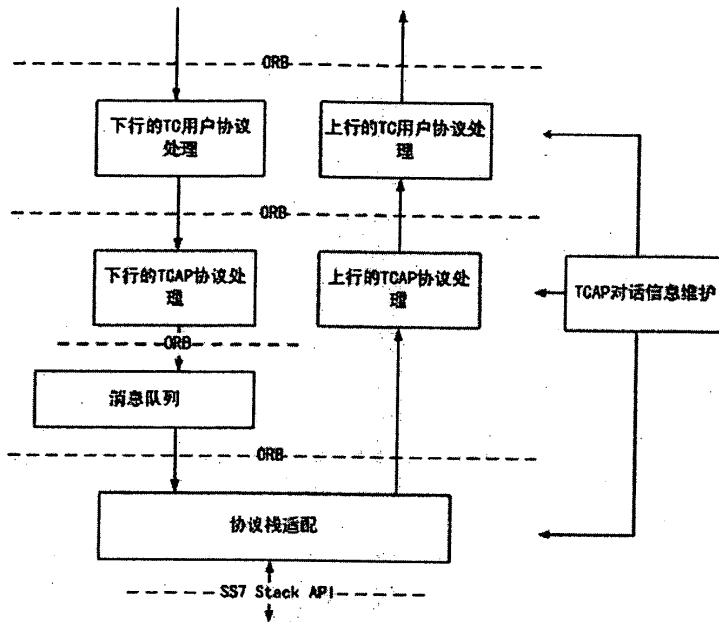 ORB
下行的TC用户协议
处理
上行的TC用户协议处
理
ORB
下行的TCAP协议处
理
上行的TCAP协议处理
TCAP对话信息维护
ORB
消息队列
ORB
协议栈适配
SS7 Stack API